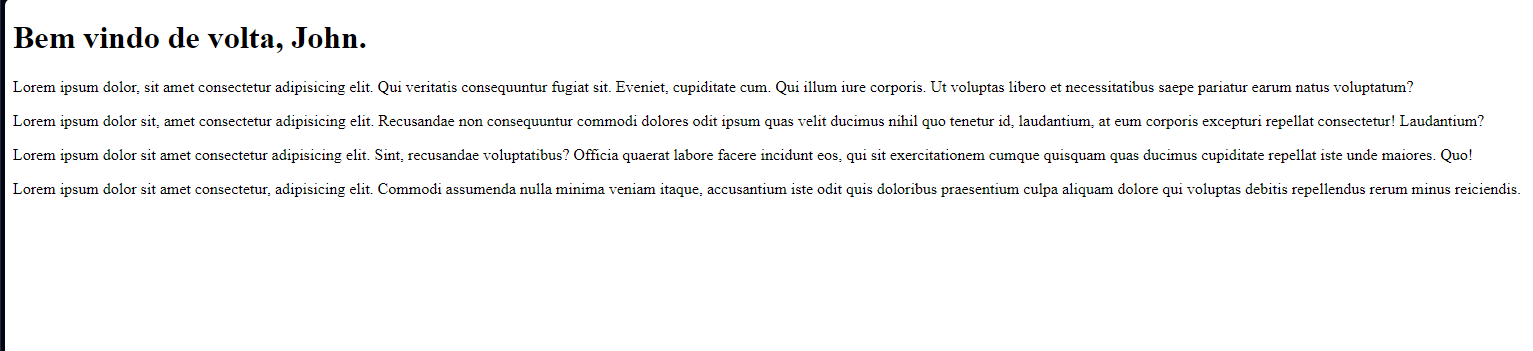 Bem vindo de volta, John.
Lorem ipsum dolor, sit amet consectetur adipisicing elit. Qui veritatis consequuntur fugiat sit. Eveniet, cupiditate cum. Qui illum iure corporis. Ut voluptas libero et necessitatibus saepe pariatur earum natus voluptatum?
Lorem ipsum dolor sit, amet consectetur adipisicing elit. Recusandae non consequuntur commodi dolores odit ipsum quas velit ducimus nihil quo tenetur id, laudantium, at eum corporis excepturi repellat consectetur! Laudantium?
Lorem ipsum dolor sit amet consectetur adipisicing elit. Sint, recusandae voluptatibus? Officia quaerat labore facere incidunt eos, qui sit exercitationem cumque quisquam quas ducimus cupiditate repellat iste unde maiores. Quo!
Lorem ipsum dolor sit amet consectetur, adipisicing elit. Commodi assumenda nulla minima veniam itaque, accusantium iste odit quis doloribus praesentium culpa aliquam dolore qui voluptas debitis repellendus rerum minus reiciendis.